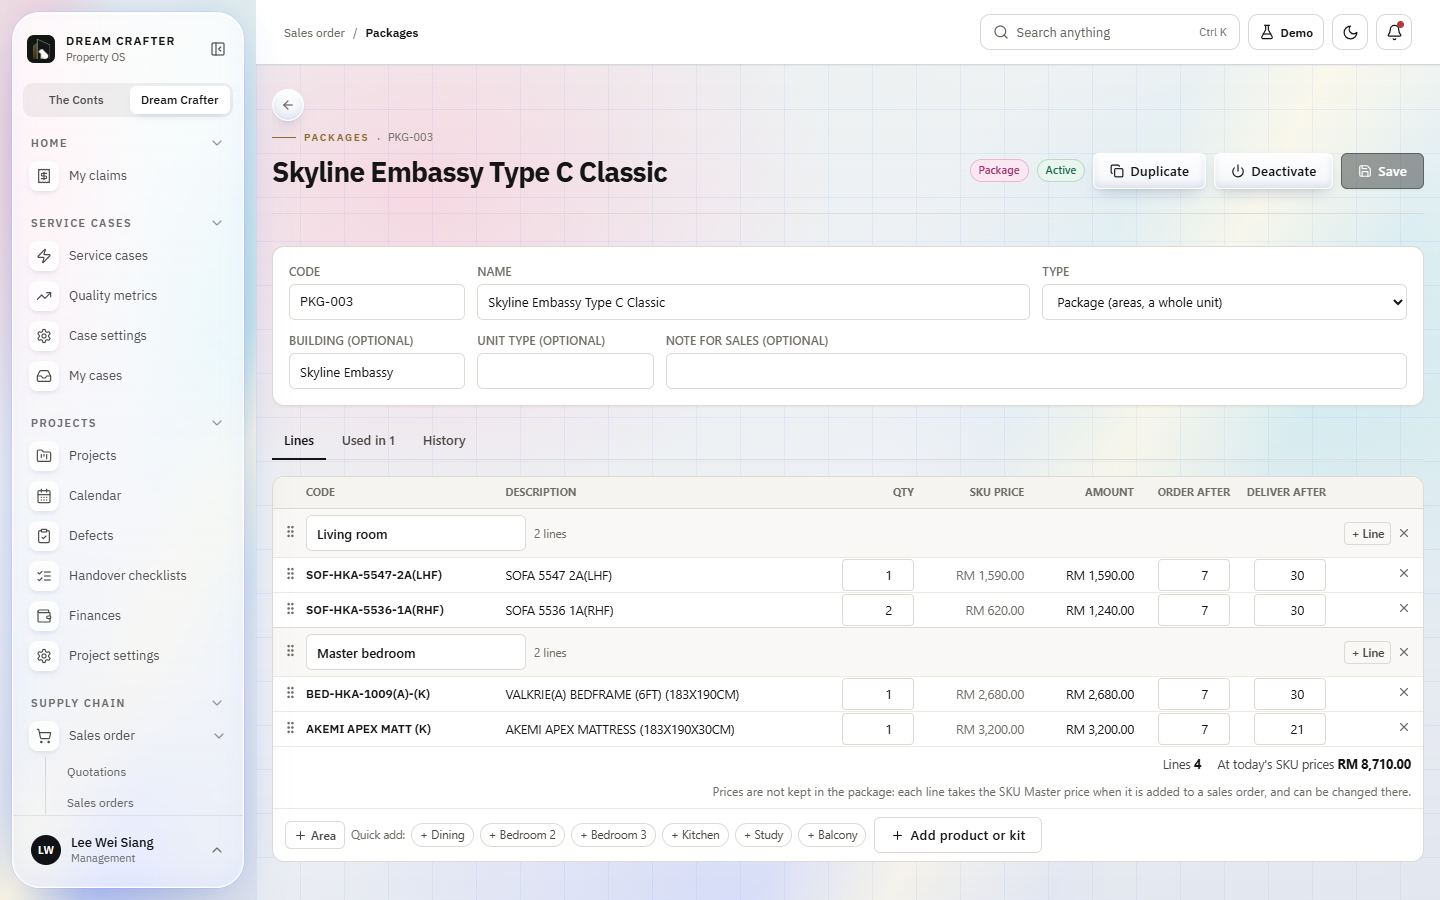 DREAM CRAFTER
Property OS
The Conts
Dream Crafter
HOME
My claims
SERVICE CASES
Service cases
Quality metrics
Case settings
My cases
PROJECTS
Projects
Calendar
Defects
Handover checklists
Finances
Project settings
SUPPLY CHAIN
Sales order
Quotations
Sales orders
LW
Lee Wei Siang
Management
Sales order / Packages
Search anything Ctrl K
Demo
PACKAGES · PKG-003
Skyline Embassy Type C Classic
Package Active Duplicate Deactivate Save
CODE NAME TYPE
PKG-003 Skyline Embassy Type C Classic Package (areas, a whole unit)
BUILDING (OPTIONAL) UNIT TYPE (OPTIONAL) NOTE FOR SALES (OPTIONAL)
Skyline Embassy
Lines Used in 1 History
CODE DESCRIPTION QTY SKU PRICE AMOUNT ORDER AFTER DELIVER AFTER
Living room 2 lines + Line
SOF-HKA-5547-2A(LHF) SOFA 5547 2A(LHF) 1 RM 1,590.00 RM 1,590.00 7 30
SOF-HKA-5536-1A(RHF) SOFA 5536 1A(RHF) 2 RM 620.00 RM 1,240.00 7 30
Master bedroom 2 lines + Line
BED-HKA-1009(A)-(K) VALKRIE(A) BEDFRAME (6FT) (183X190CM) 1 RM 2,680.00 RM 2,680.00 7 30
AKEMI APEX MATT (K) AKEMI APEX MATTRESS (183X190X30CM) 1 RM 3,200.00 RM 3,200.00 7 21
Lines 4 At today's SKU prices RM 8,710.00
Prices are not kept in the package: each line takes the SKU Master price when it is added to a sales order, and can be changed there.
+ Area Quick add: + Dining + Bedroom 2 + Bedroom 3 + Kitchen + Study + Balcony + Add product or kit